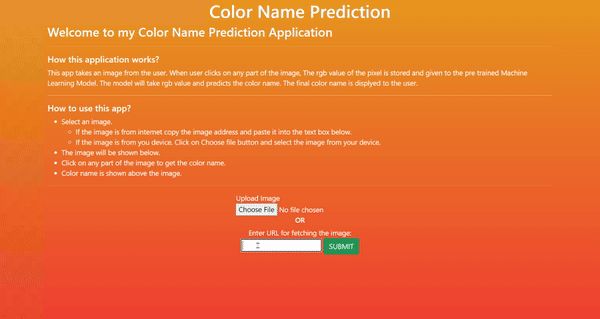 Color Name Prediction
Welcome to my Color Name Prediction Application
How this application works?
This app takes an image from the user. When user clicks on any part of the image, The rgb value of the pixel is stored and given to the pre trained Machine
Learning Model. The model will take rgb value and predicts the color name. The final color name is displyed to the user.
How to use this app?
Select an image.
If the image is from internet copy the image address and paste it into the text box below.
If the image is from you device. Click on Choose file button and select the image from your device.
The image will be shown below.
Click on any part of the image to get the color name.
Color name is shown above the image.
Upload image
Choose File No file chosen
OR
Enter URL for fetching the image:
SUBMIT